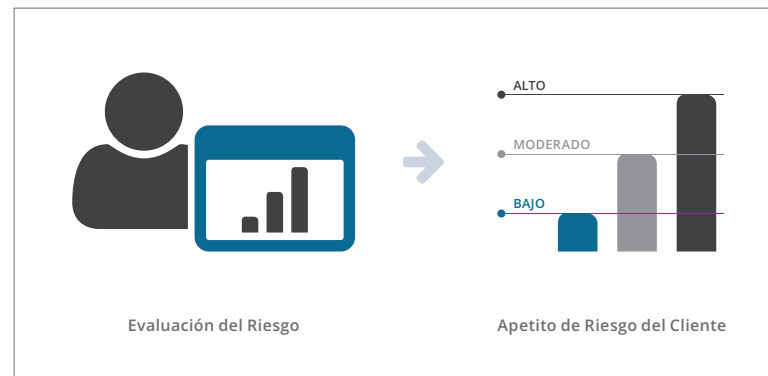 ALTO
MODERADO
BAJO
Evaluación del Riesgo
Apetito de Riesgo del Cliente